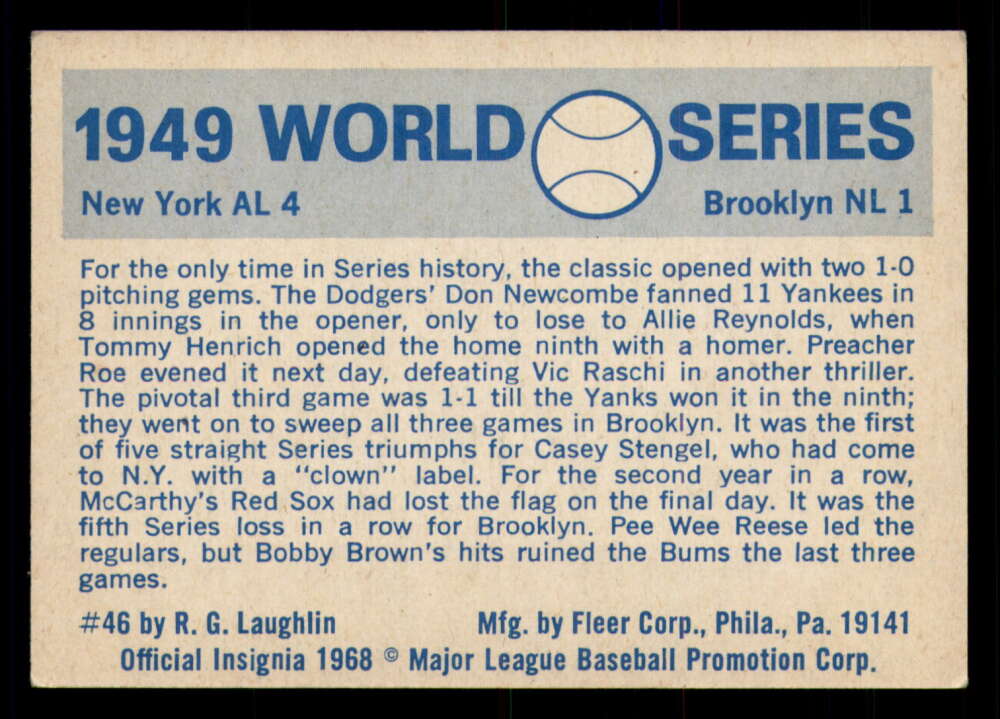 1949 WORLD SERIES
New York AL 4 Brooklyn NL 1
For the only time in Series history, the classic opened with two 1-0
pitching gems. The Dodgers' Don Newcombe fanned 11 Yankees in
8 innings in the opener, only to lose to Allie Reynolds, when
Tommy Henrich opened the home ninth with a homer. Preacher
Roe evened it next day, defeating Vic Raschi in another thriller.
The pivotal third game was 1-1 till the Yanks won it in the ninth;
they went on to sweep all three games in Brooklyn. It was the first
of five straight Series triumphs for Casey Stengel, who had come
to N.Y. with a "clown" label. For the second year in a row,
McCarthy's Red Sox had lost the flag on the final day. It was the
fifth Series loss in a row for Brooklyn. Pee Wee Reese led the
regulars, but Bobby Brown's hits ruined the Bums the last three
games.
#46 by R. G. Laughlin Mfg. by Fleer Corp., Phila., Pa. 19141
Official Insignia 1968 © Major League Baseball Promotion Corp.